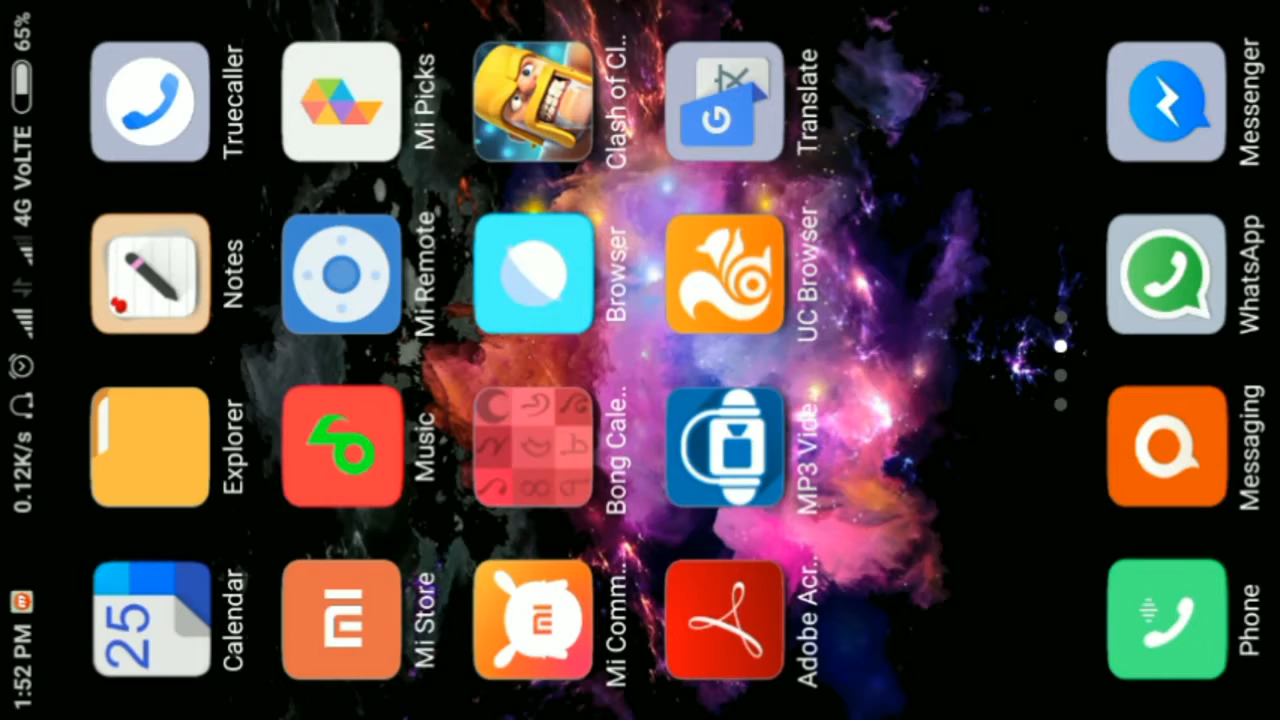 1:52 PM 0.12K/s 4G VoLTE 65%
25
Calendar Explorer Notes Truecaller
Mi Store Music Mi Remote Mi Picks
Mi Comm... Bong Cale.. Browser Clash of Cl..
G
Adobe Acr.. MP3 Vide.. UC Browser Translate
Phone Messaging WhatsApp Messenger